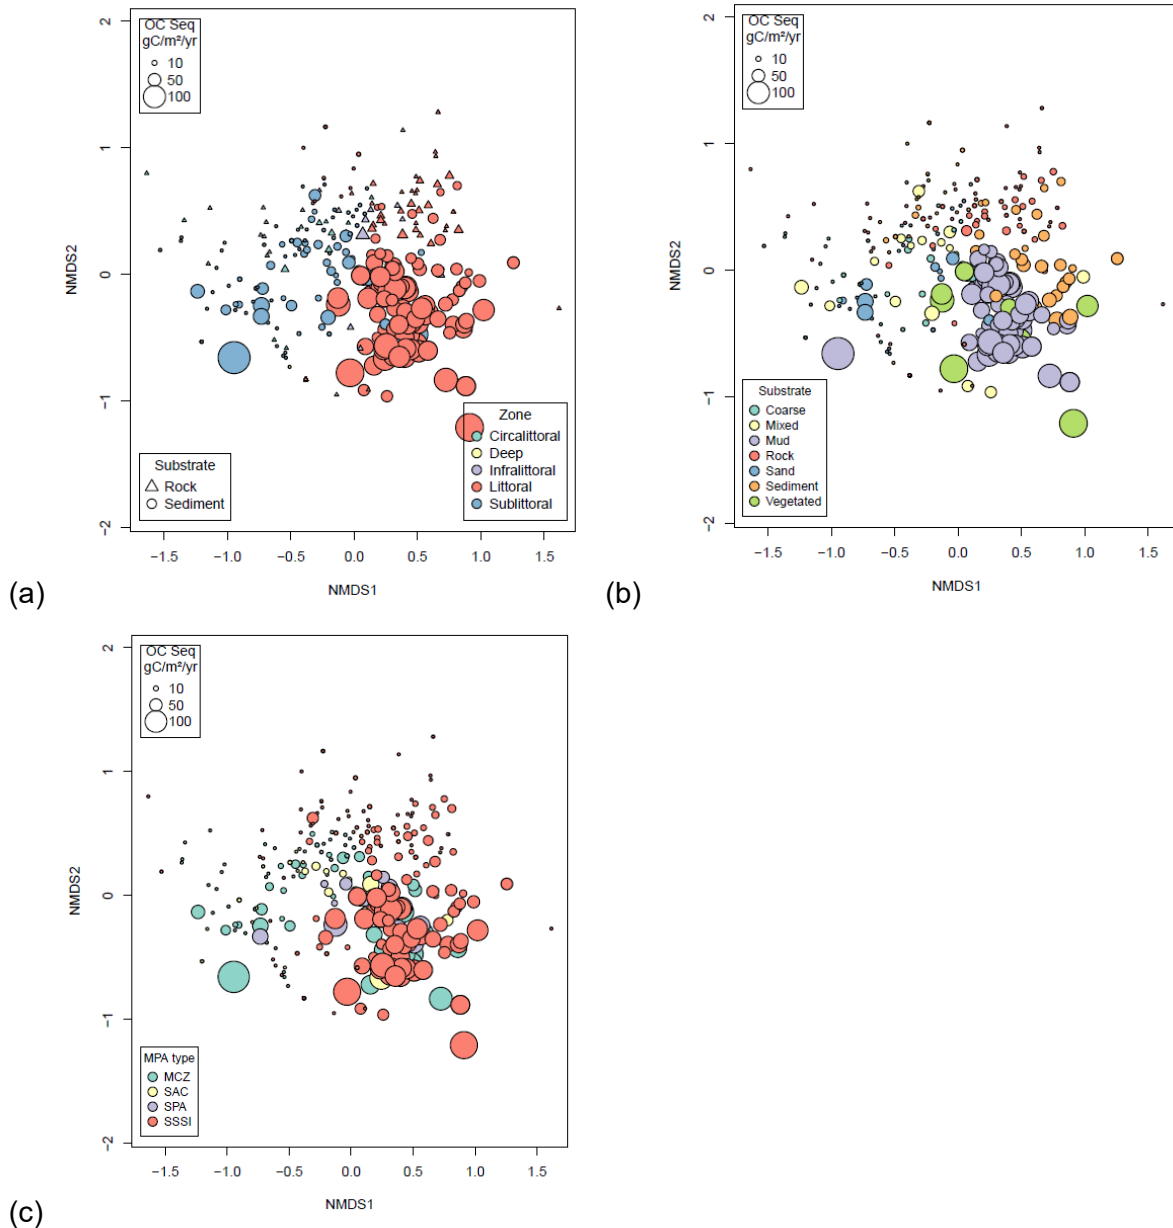 OC Seq
gC/m²/yr
10
50
100
2
1
0
−1
−2
NMDS2
Substrate
Rock
Sediment
Zone
Circalittoral
Deep
Infralittoral
Littoral
Sublittoral
−1.5 −1.0 −0.5 0.0 0.5 1.0 1.5
NMDS1
(a)
OC Seq
gC/m²/yr
10
50
100
2
1
0
−1
−2
NMDS2
Substrate
Coarse
Mixed
Mud
Rock
Sand
Sediment
Vegetated
−1.5 −1.0 −0.5 0.0 0.5 1.0 1.5
NMDS1
(b)
OC Seq
gC/m²/yr
10
50
100
2
1
0
−1
−2
NMDS2
MPA type
MCZ
SAC
SPA
SSSI
−1.5 −1.0 −0.5 0.0 0.5 1.0 1.5
NMDS1
(c)